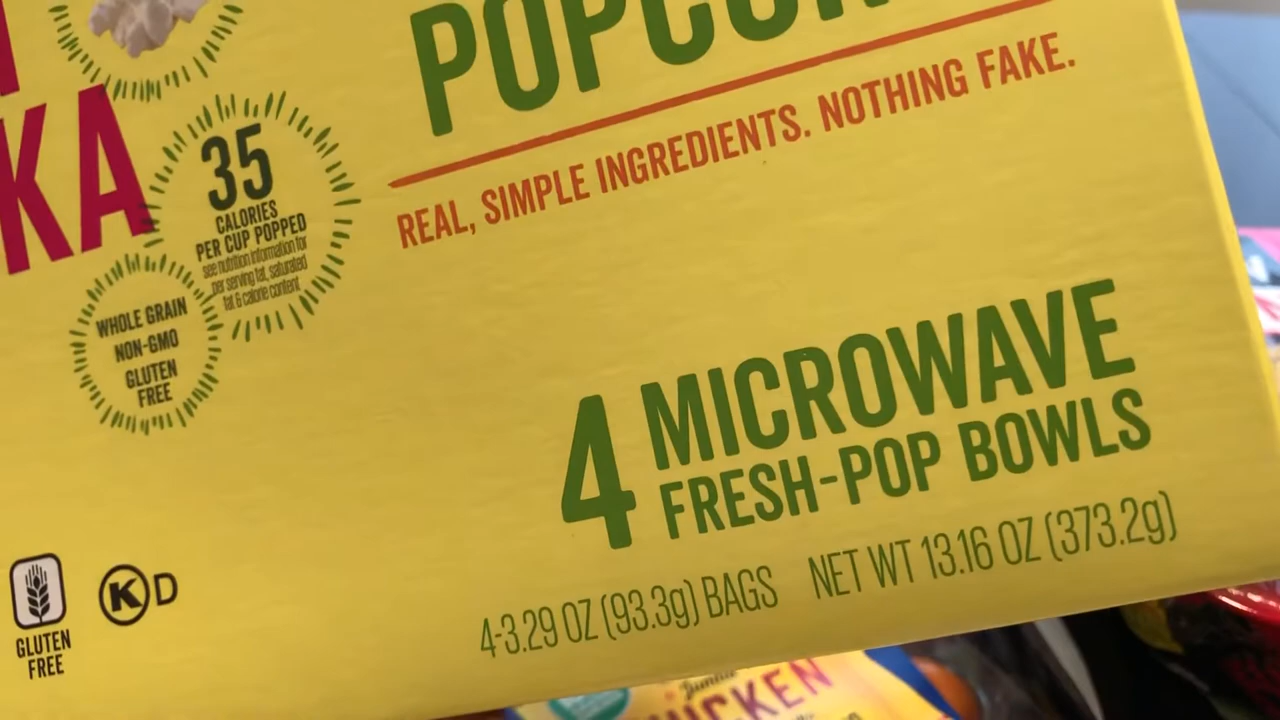 KA
35
CALORIES
PER CUP POPPED
see nutrition information for
per serving fat, saturated
fat & calorie content
WHOLE GRAIN
NON-GMO
GLUTEN
FREE
REAL, SIMPLE INGREDIENTS. NOTHING FAKE.
4 MICROWAVE
FRESH-POP BOWLS
4-3.29 OZ (93.3g) BAGS NET WT 13.16 OZ (373.2g)
GLUTEN
FREE
K D